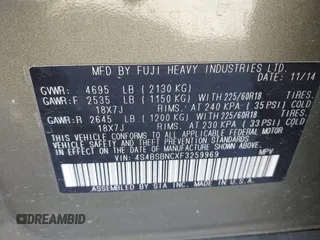 MFD BY FUJI HEAVY INDUSTRIES LTD.
DATE: 11/14
GVWR: 4695 LB (2130 KG)
GAWR:F 2535 LB (1150 KG) WITH 225/60R18 TIRES.
18X7J RIMS. AT 240 KPA (35 PSI) COLD
GAWR:R 2645 LB (1200 KG) WITH 225/60R18 TIRES.
18X7J RIMS. AT 230 KPA (33 PSI) COLD
THIS VEHICLE CONFORMS TO ALL APPLICABLE FEDERAL MOTOR
VEHICLE SAFETY AND THEFT PREVENTION STANDARDS IN EFFECT
ON THE DATE OF MANUFACTURE SHOWN ABOVE.
VIN: 4S4BSBNCXF3259969 MPV
ASSEMBLED BY SIA INC. MADE IN U.S.A.
DREAMBID